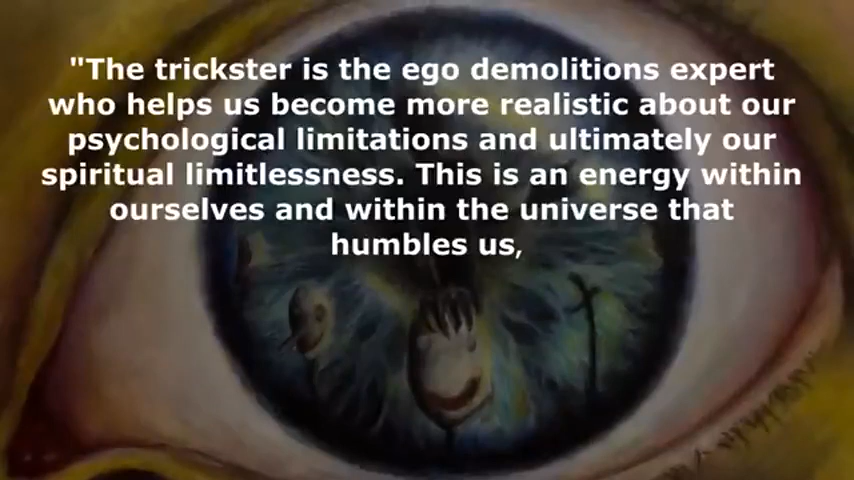 "The trickster is the ego demolitions expert
who helps us become more realistic about our
psychological limitations and ultimately our
spiritual limitlessness. This is an energy within
ourselves and within the universe that
humbles us,